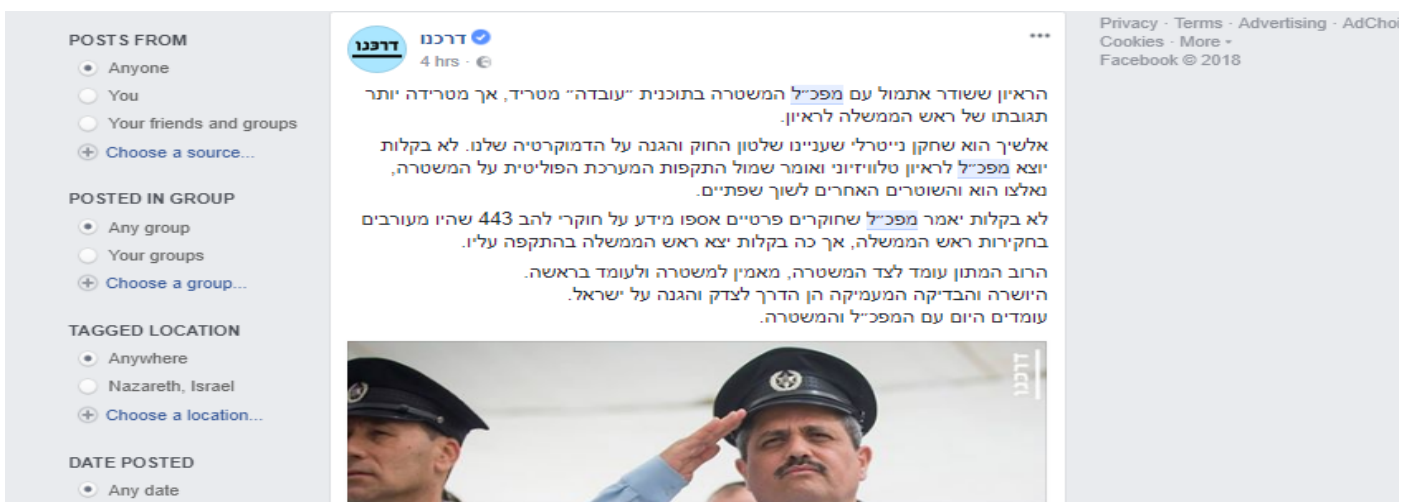 POSTS FROM
Anyone
You
Your friends and groups
Choose a source...
POSTED IN GROUP
Any group
Your groups
Choose a group...
TAGGED LOCATION
Anywhere
Nazareth, Israel
Choose a location...
DATE POSTED
Any date
דרכנו
דרכנו
4 hrs ·
הראיון ששודר אתמול עם מפכ״ל המשטרה בתוכנית ״עובדה״ מטריד, אך מטרידה יותר
תגובתו של ראש הממשלה לראיון.
אלשיך הוא שחקן נייטרלי שעניינו שלטון החוק והגנה על הדמוקרטיה שלנו. לא בקלות
יוצא מפכ״ל לראיון טלוויזיוני ואומר שמול התקפות המערכת הפוליטית על המשטרה,
נאלצו הוא והשוטרים האחרים לשוך שפתיים.
לא בקלות יאמר מפכ״ל שחוקרים פרטיים אספו מידע על חוקרי להב 443 שהיו מעורבים
בחקירות ראש הממשלה, אך כה בקלות יצא ראש הממשלה בהתקפה עליו.
הרוב המתון עומד לצד המשטרה, מאמין למשטרה ולעומד בראשה.
היושרה והבדיקה המעמיקה הן הדרך לצדק והגנה על ישראל.
עומדים היום עם המפכ״ל והמשטרה.
דרכנו
Privacy · Terms · Advertising · AdChoi
Cookies · More
Facebook © 2018